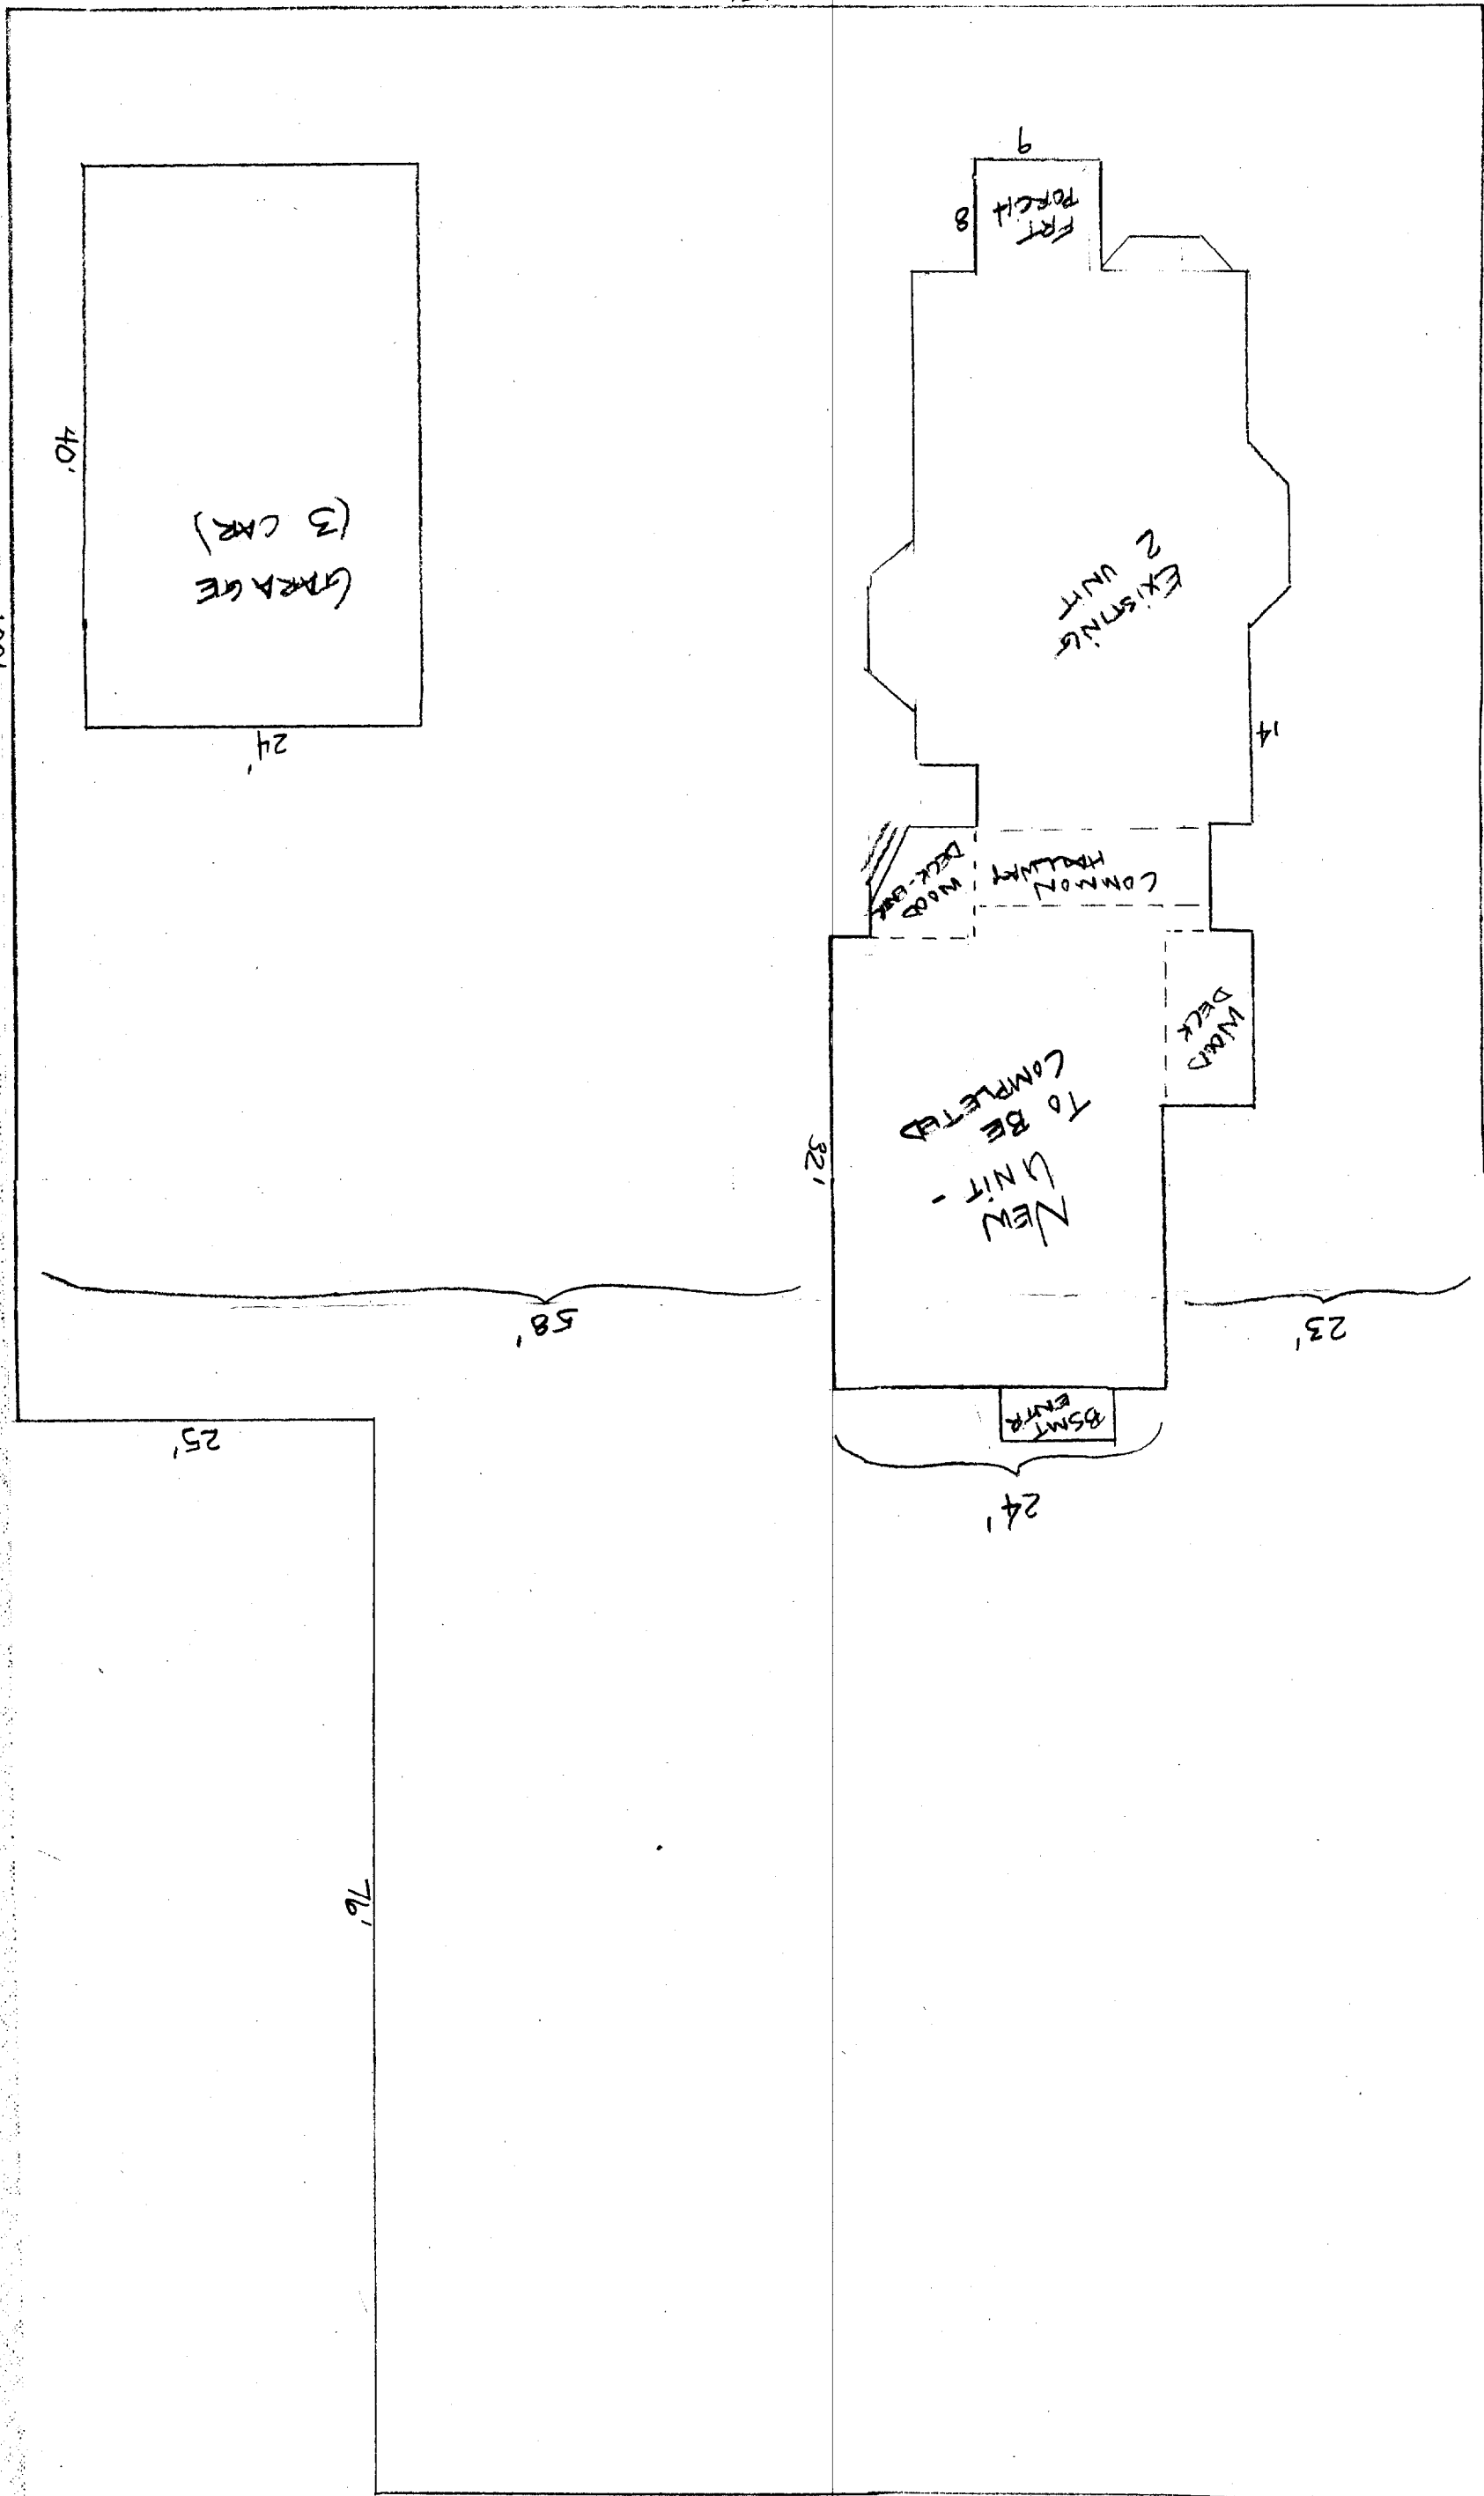 9
8
FRT
PORCH
40'
GARAGE
(3 CAR)
24'
EXISTING
2
UNIT
14
COMMON
HALLWAY
WOOD
DECK-ENTR
WOOD
DECK
NEW
UNIT -
TO BE
COMPLETED
32'
58'
23'
25'
BSMT
ENTR
24'
76'